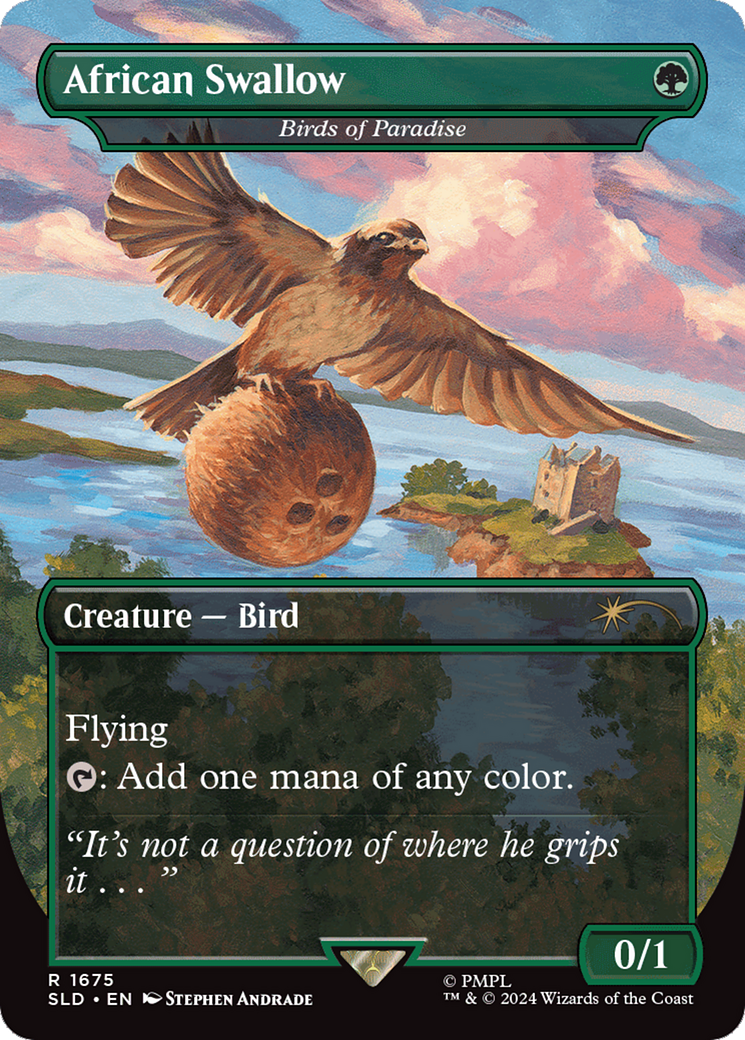 African Swallow
Birds of Paradise
Creature — Bird
Flying
: Add one mana of any color.
“It’s not a question of where he grips
it . . . ”
0/1
R 1675
SLD • EN Stephen Andrade
© PMPL
™ & © 2024 Wizards of the Coast